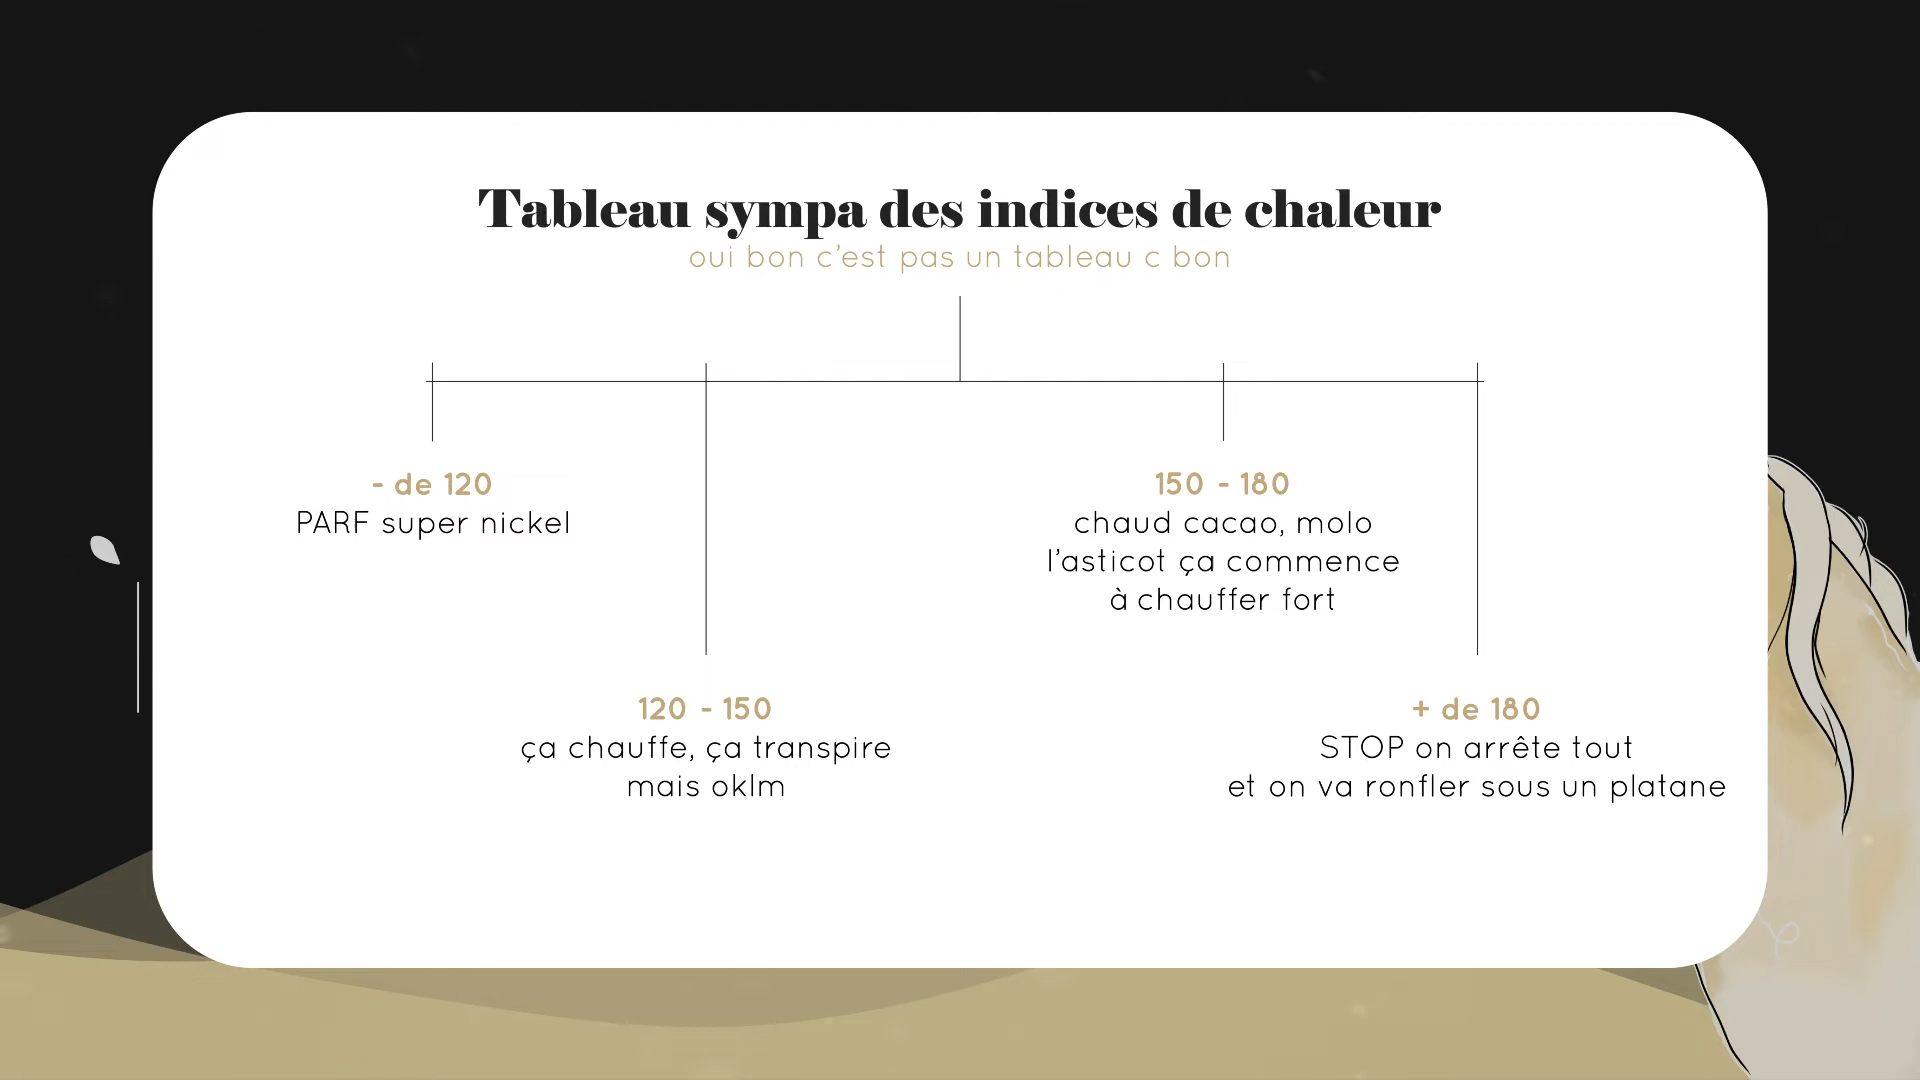 Tableau sympa des indices de chaleur
oui bon c’est pas un tableau c bon
- de 120
PARF super nickel
120 - 150
ça chauffe, ça transpire
mais oklm
150 - 180
chaud cacao, molo
l’asticot ça commence
à chauffer fort
+ de 180
STOP on arrête tout
et on va ronfler sous un platane